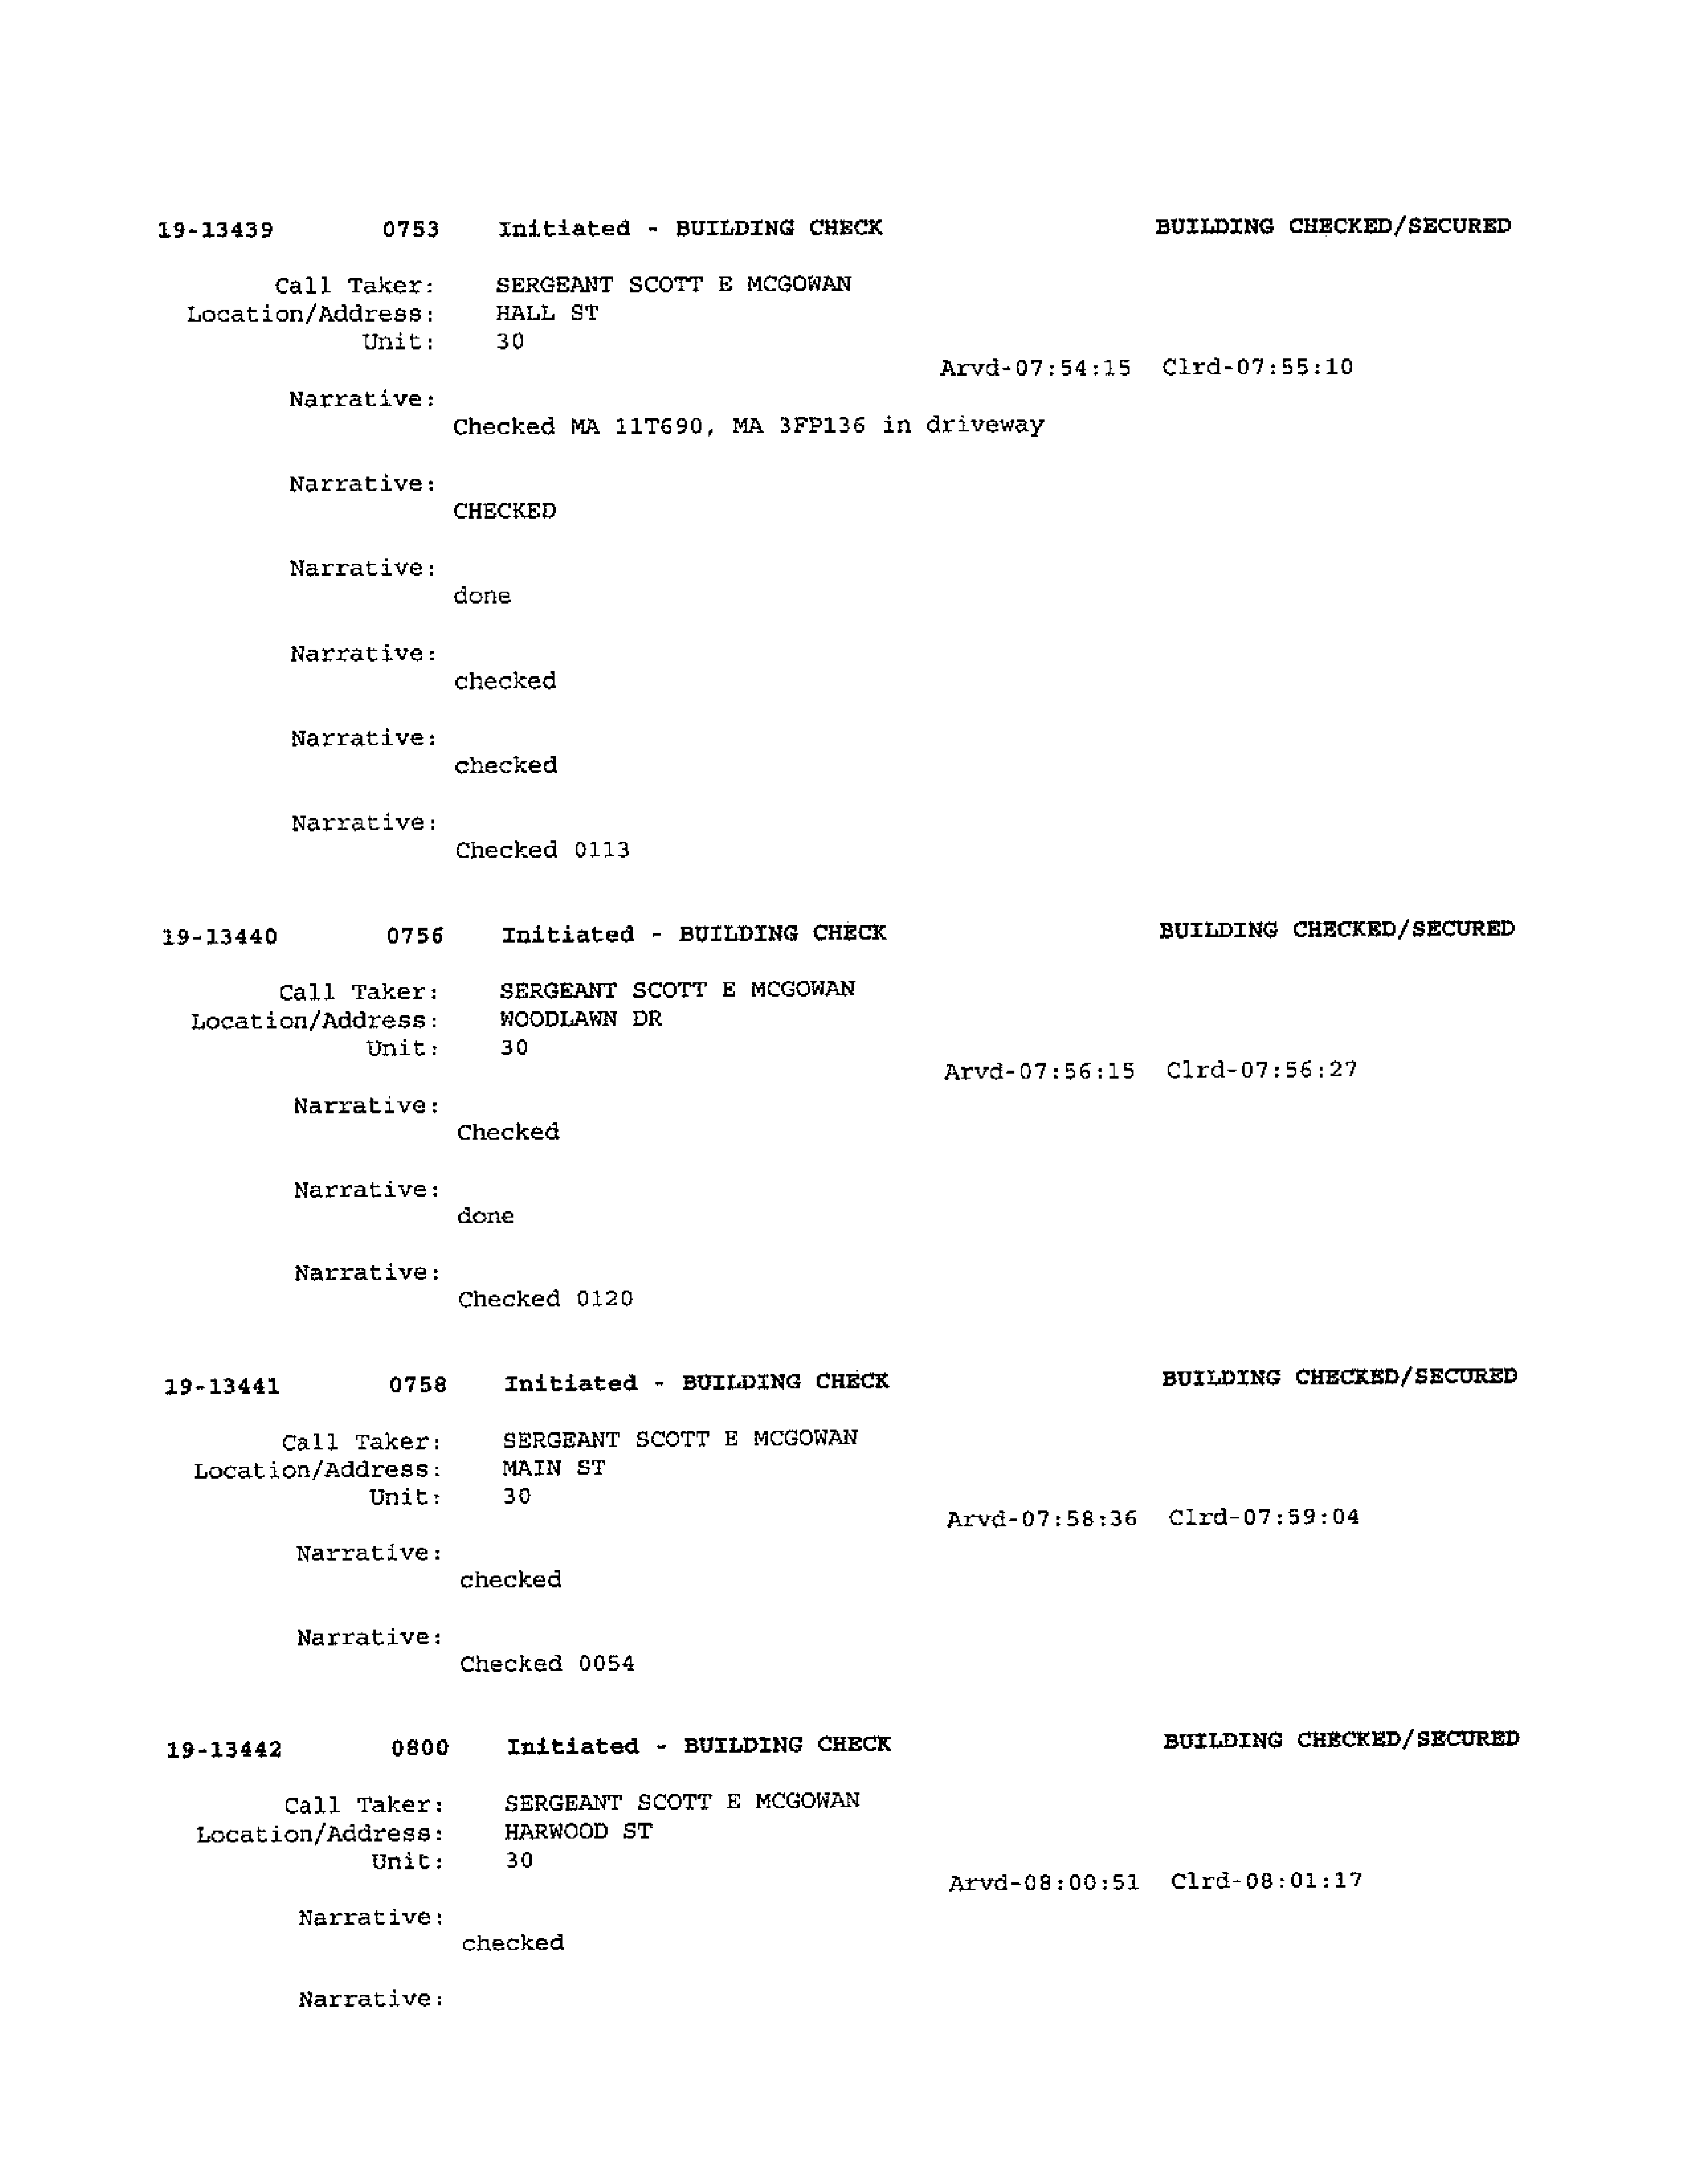 19-13439 0753 Initiated - BUILDING CHECK BUILDING CHECKED/SECURED
Call Taker: SERGEANT SCOTT E MCGOWAN
Location/Address: HALL ST
Unit: 30
Arvd-07:54:15 Clrd-07:55:10
Narrative:
Checked MA 11T690, MA 3FP136 in driveway
Narrative:
CHECKED
Narrative:
done
Narrative:
checked
Narrative:
checked
Narrative:
Checked 0113
19-13440 0756 Initiated - BUILDING CHECK BUILDING CHECKED/SECURED
Call Taker: SERGEANT SCOTT E MCGOWAN
Location/Address: WOODLAWN DR
Unit: 30
Arvd-07:56:15 Clrd-07:56:27
Narrative:
Checked
Narrative:
done
Narrative:
Checked 0120
19-13441 0758 Initiated - BUILDING CHECK BUILDING CHECKED/SECURED
Call Taker: SERGEANT SCOTT E MCGOWAN
Location/Address: MAIN ST
Unit: 30
Arvd-07:58:36 Clrd-07:59:04
Narrative:
checked
Narrative:
Checked 0054
19-13442 0800 Initiated - BUILDING CHECK BUILDING CHECKED/SECURED
Call Taker: SERGEANT SCOTT E MCGOWAN
Location/Address: HARWOOD ST
Unit: 30
Arvd-08:00:51 Clrd-08:01:17
Narrative:
checked
Narrative: